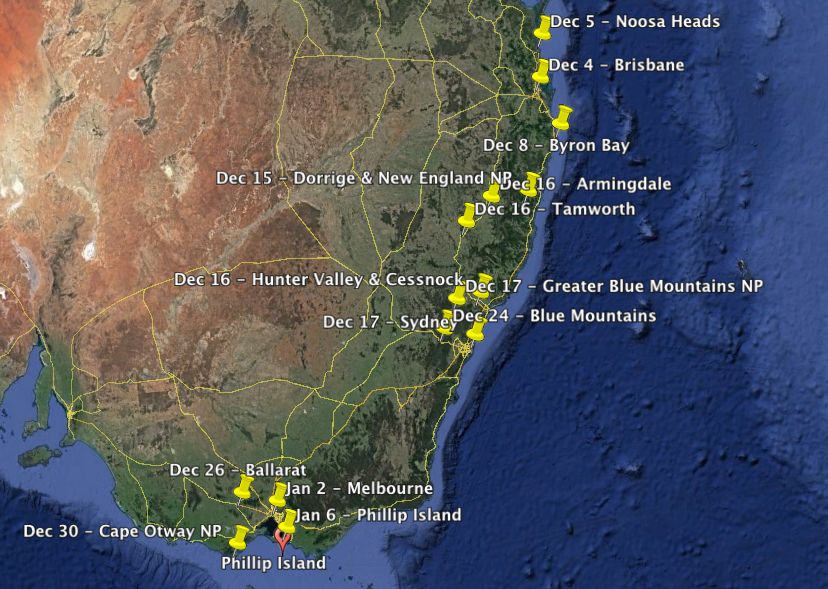 Dec 5 – Noosa Heads
Dec 4 – Brisbane
Dec 8 – Byron Bay
Dec 15 – Dorrige & New England NP
Dec 16 – Armingdale
Dec 16 – Tamworth
Dec 16 – Hunter Valley & Cessnock
Dec 17 – Greater Blue Mountains NP
Dec 17 – Sydney
Dec 24 – Blue Mountains
Dec 26 – Ballarat
Jan 2 – Melbourne
Jan 6 – Phillip Island
Dec 30 – Cape Otway NP
Phillip Island